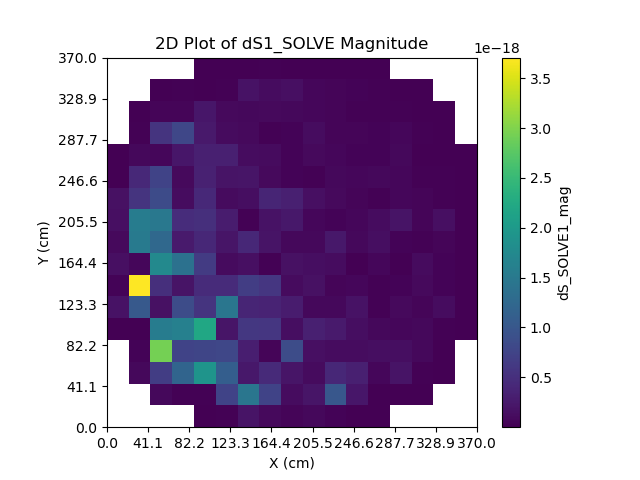 2D Plot of dS1_SOLVE Magnitude
1e−18
370.0
328.9
287.7
246.6
205.5
164.4
123.3
82.2
41.1
0.0
Y (cm)
0.0 41.1 82.2 123.3 164.4 205.5 246.6 287.7 328.9 370.0
X (cm)
3.5
3.0
2.5
2.0
1.5
1.0
0.5
dS_SOLVE1_mag